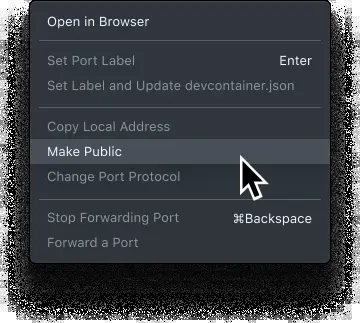 Open in Browser
Set Port Label Enter
Set Label and Update devcontainer.json
Copy Local Address
Make Public
Change Port Protocol
Stop Forwarding Port ⌘Backspace
Forward a Port